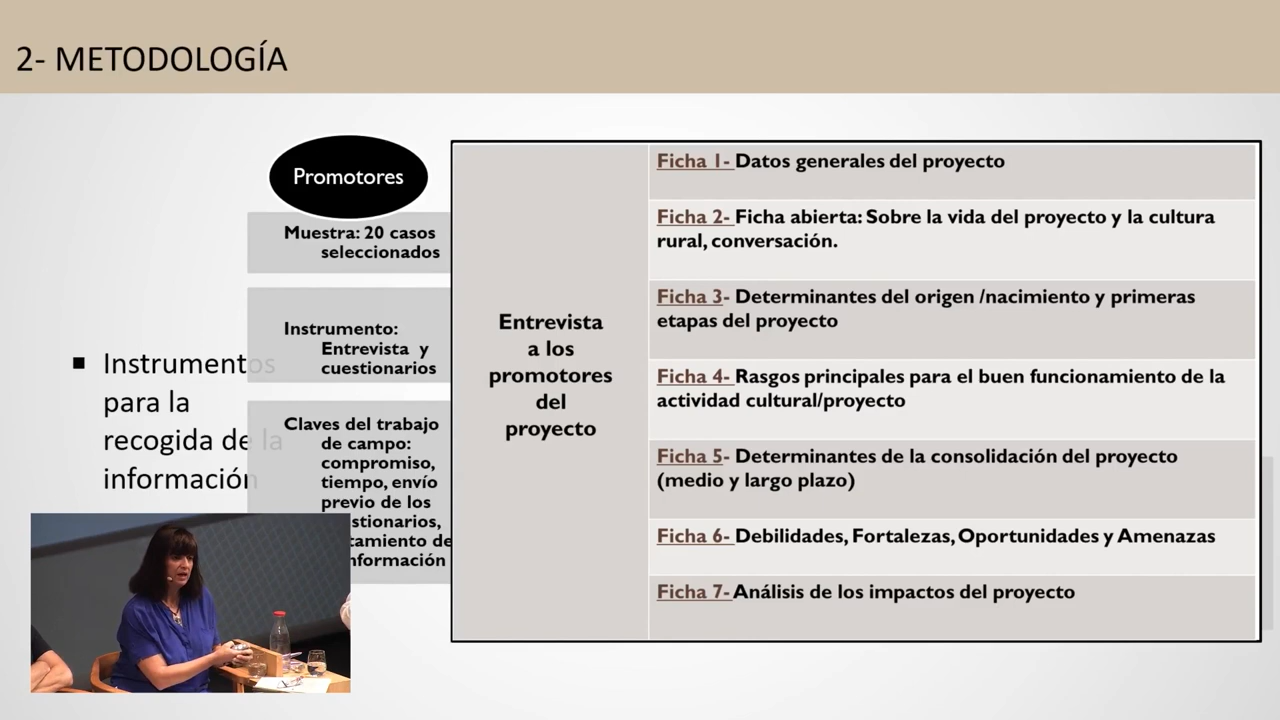 2- METODOLOGÍA
Promotores
Muestra: 20 casos
seleccionados
Instrumento:
Entrevista y
cuestionarios
Claves del trabajo
de campo:
compromiso,
tiempo, envío
previo de los
stionarios,
tamiento de
nformación
▪ Instrumentos
para la
recogida de la
información
Entrevista
a los
promotores
del
proyecto
Ficha 1- Datos generales del proyecto
Ficha 2- Ficha abierta: Sobre la vida del proyecto y la cultura
rural, conversación.
Ficha 3- Determinantes del origen /nacimiento y primeras
etapas del proyecto
Ficha 4- Rasgos principales para el buen funcionamiento de la
actividad cultural/proyecto
Ficha 5- Determinantes de la consolidación del proyecto
(medio y largo plazo)
Ficha 6- Debilidades, Fortalezas, Oportunidades y Amenazas
Ficha 7- Análisis de los impactos del proyecto